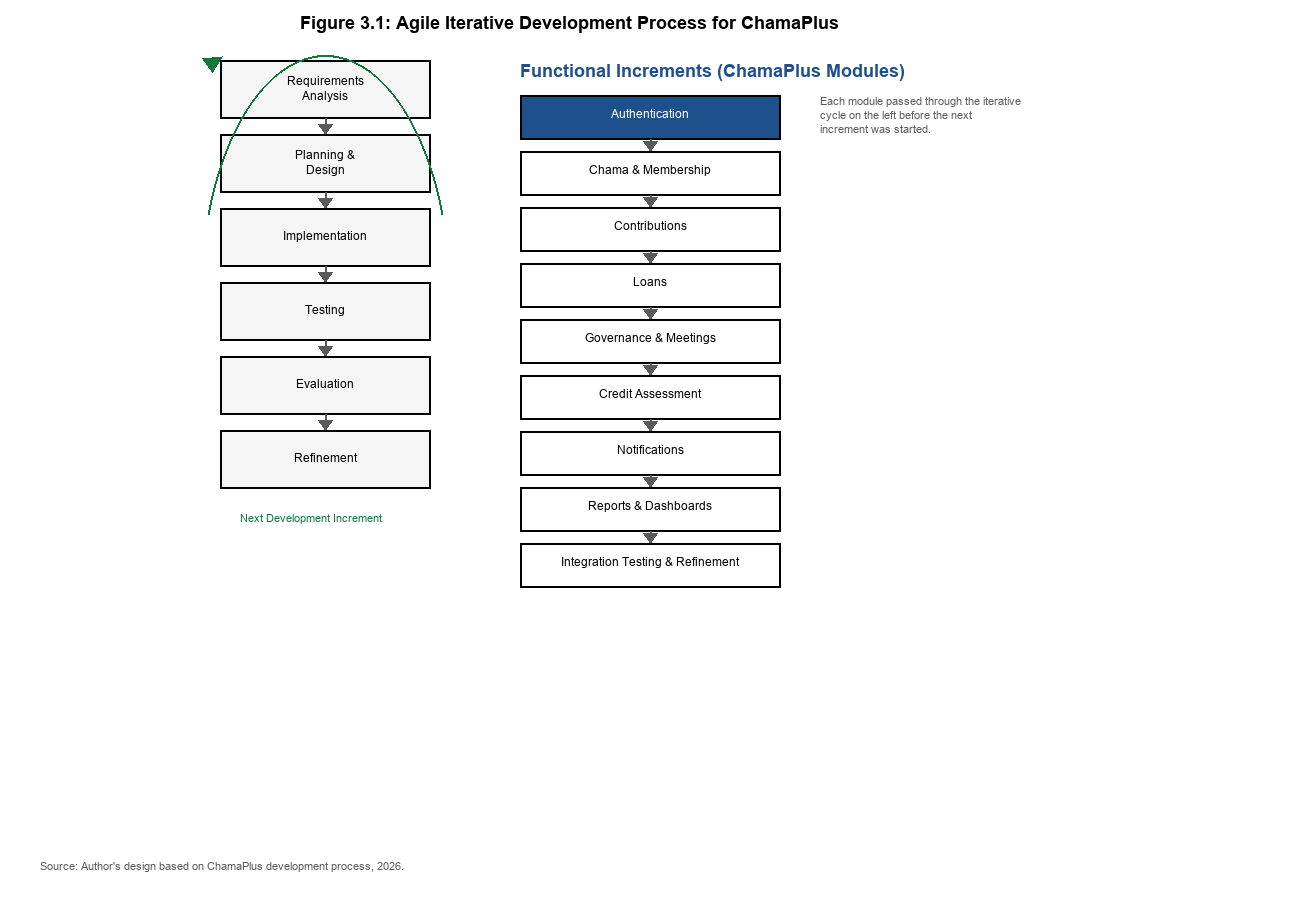 Figure 3.1: Agile Iterative Development Process for ChamaPlus
Requirements
Analysis
Planning &
Design
Implementation
Testing
Evaluation
Refinement
Next Development Increment
Functional Increments (ChamaPlus Modules)
Authentication
Chama & Membership
Contributions
Loans
Governance & Meetings
Credit Assessment
Notifications
Reports & Dashboards
Integration Testing & Refinement
Each module passed through the iterative
cycle on the left before the next
increment was started.
Source: Author's design based on ChamaPlus development process, 2026.